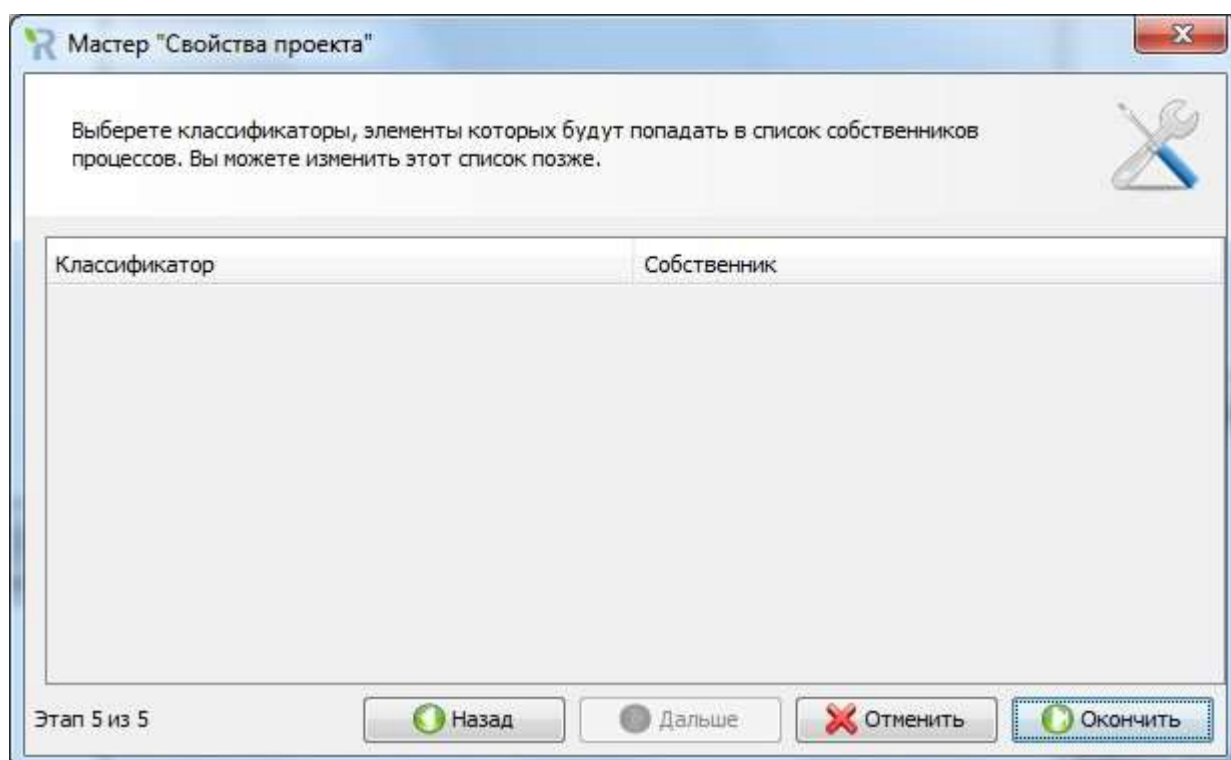 Мастер "Свойства проекта"
Выберете классификаторы, элементы которых будут попадать в список собственников
процессов. Вы можете изменить этот список позже.
Классификатор Собственник
Этап 5 из 5 Назад Дальше Отменить Окончить